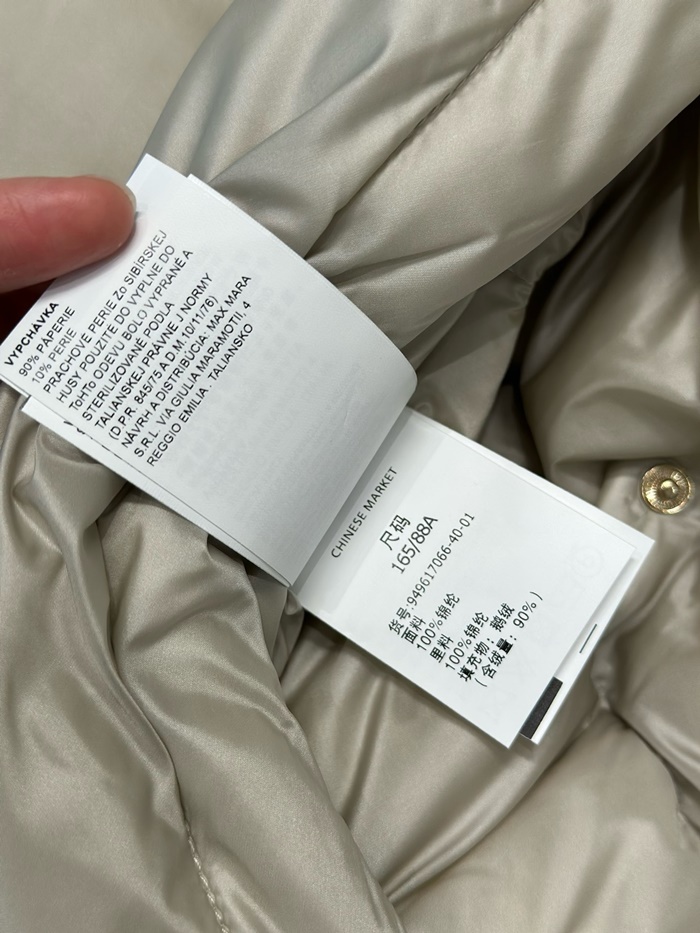 VYPCHÁVKA
90% PÁPERIE
10% PERIE
PRACHOVÉ PERIE Zo SIBÍRSKEJ
HUSY POUŽITÉ DO VÝPLNE DO
ToHTo ODEVU BOLO VYPRANÉ A
STERILIZOVANÉ PODĽA
TALIANSKEJ PRÁVNE J NORMY
(D.P.R. 845/75 A D.M.10/11/76)
NÁVRH A DISTRIBÚCIA: MAX MARA
S.R.L. VIA GIULIA MARAMOTTI, 4
REGGIO EMILIA . TALIANSKO
CHINESE MARKET
尺码
165/88A
货号:949617066-40-01
面料
100%锦纶
里料
100%锦纶
填充物：鹅绒
(含绒量：90%)